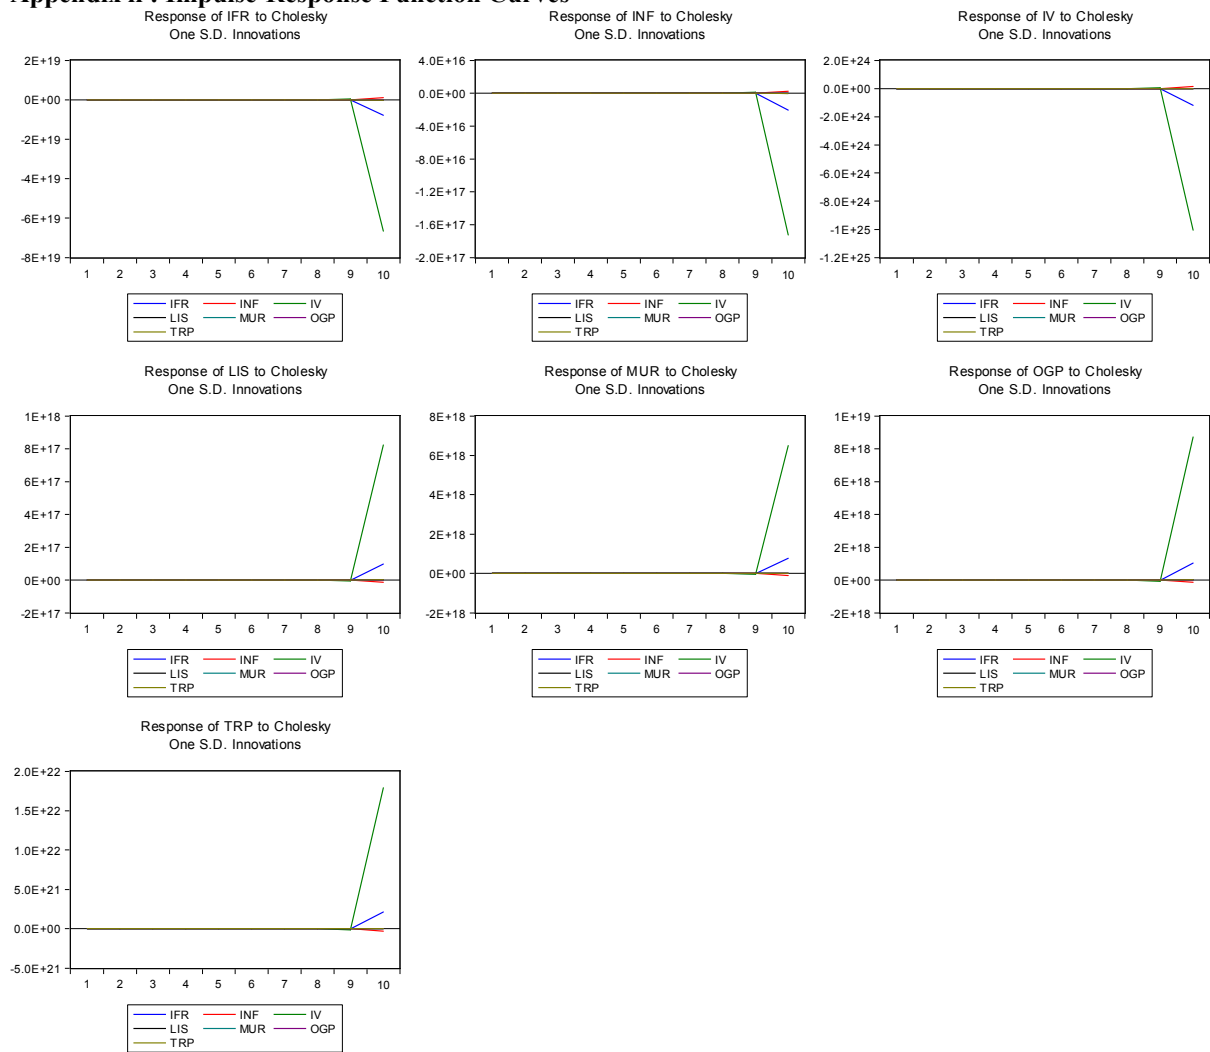 Appendix II : Impulse Response Function Curves
Response of IFR to Cholesky
One S.D. Innovations
2E+19
0E+00
-2E+19
-4E+19
-6E+19
-8E+19
1 2 3 4 5 6 7 8 9 10
IFR INF IV
LIS MUR OGP
TRP
Response of INF to Cholesky
One S.D. Innovations
4.0E+16
0.0E+00
-4.0E+16
-8.0E+16
-1.2E+17
-1.6E+17
-2.0E+17
1 2 3 4 5 6 7 8 9 10
IFR INF IV
LIS MUR OGP
TRP
Response of IV to Cholesky
One S.D. Innovations
2.0E+24
0.0E+00
-2.0E+24
-4.0E+24
-6.0E+24
-8.0E+24
-1E+25
-1.2E+25
1 2 3 4 5 6 7 8 9 10
IFR INF IV
LIS MUR OGP
TRP
Response of LIS to Cholesky
One S.D. Innovations
1E+18
8E+17
6E+17
4E+17
2E+17
0E+00
-2E+17
1 2 3 4 5 6 7 8 9 10
IFR INF IV
LIS MUR OGP
TRP
Response of MUR to Cholesky
One S.D. Innovations
8E+18
6E+18
4E+18
2E+18
0E+00
-2E+18
1 2 3 4 5 6 7 8 9 10
IFR INF IV
LIS MUR OGP
TRP
Response of OGP to Cholesky
One S.D. Innovations
1E+19
8E+18
6E+18
4E+18
2E+18
0E+00
-2E+18
1 2 3 4 5 6 7 8 9 10
IFR INF IV
LIS MUR OGP
TRP
Response of TRP to Cholesky
One S.D. Innovations
2.0E+22
1.5E+22
1.0E+22
5.0E+21
0.0E+00
-5.0E+21
1 2 3 4 5 6 7 8 9 10
IFR INF IV
LIS MUR OGP
TRP